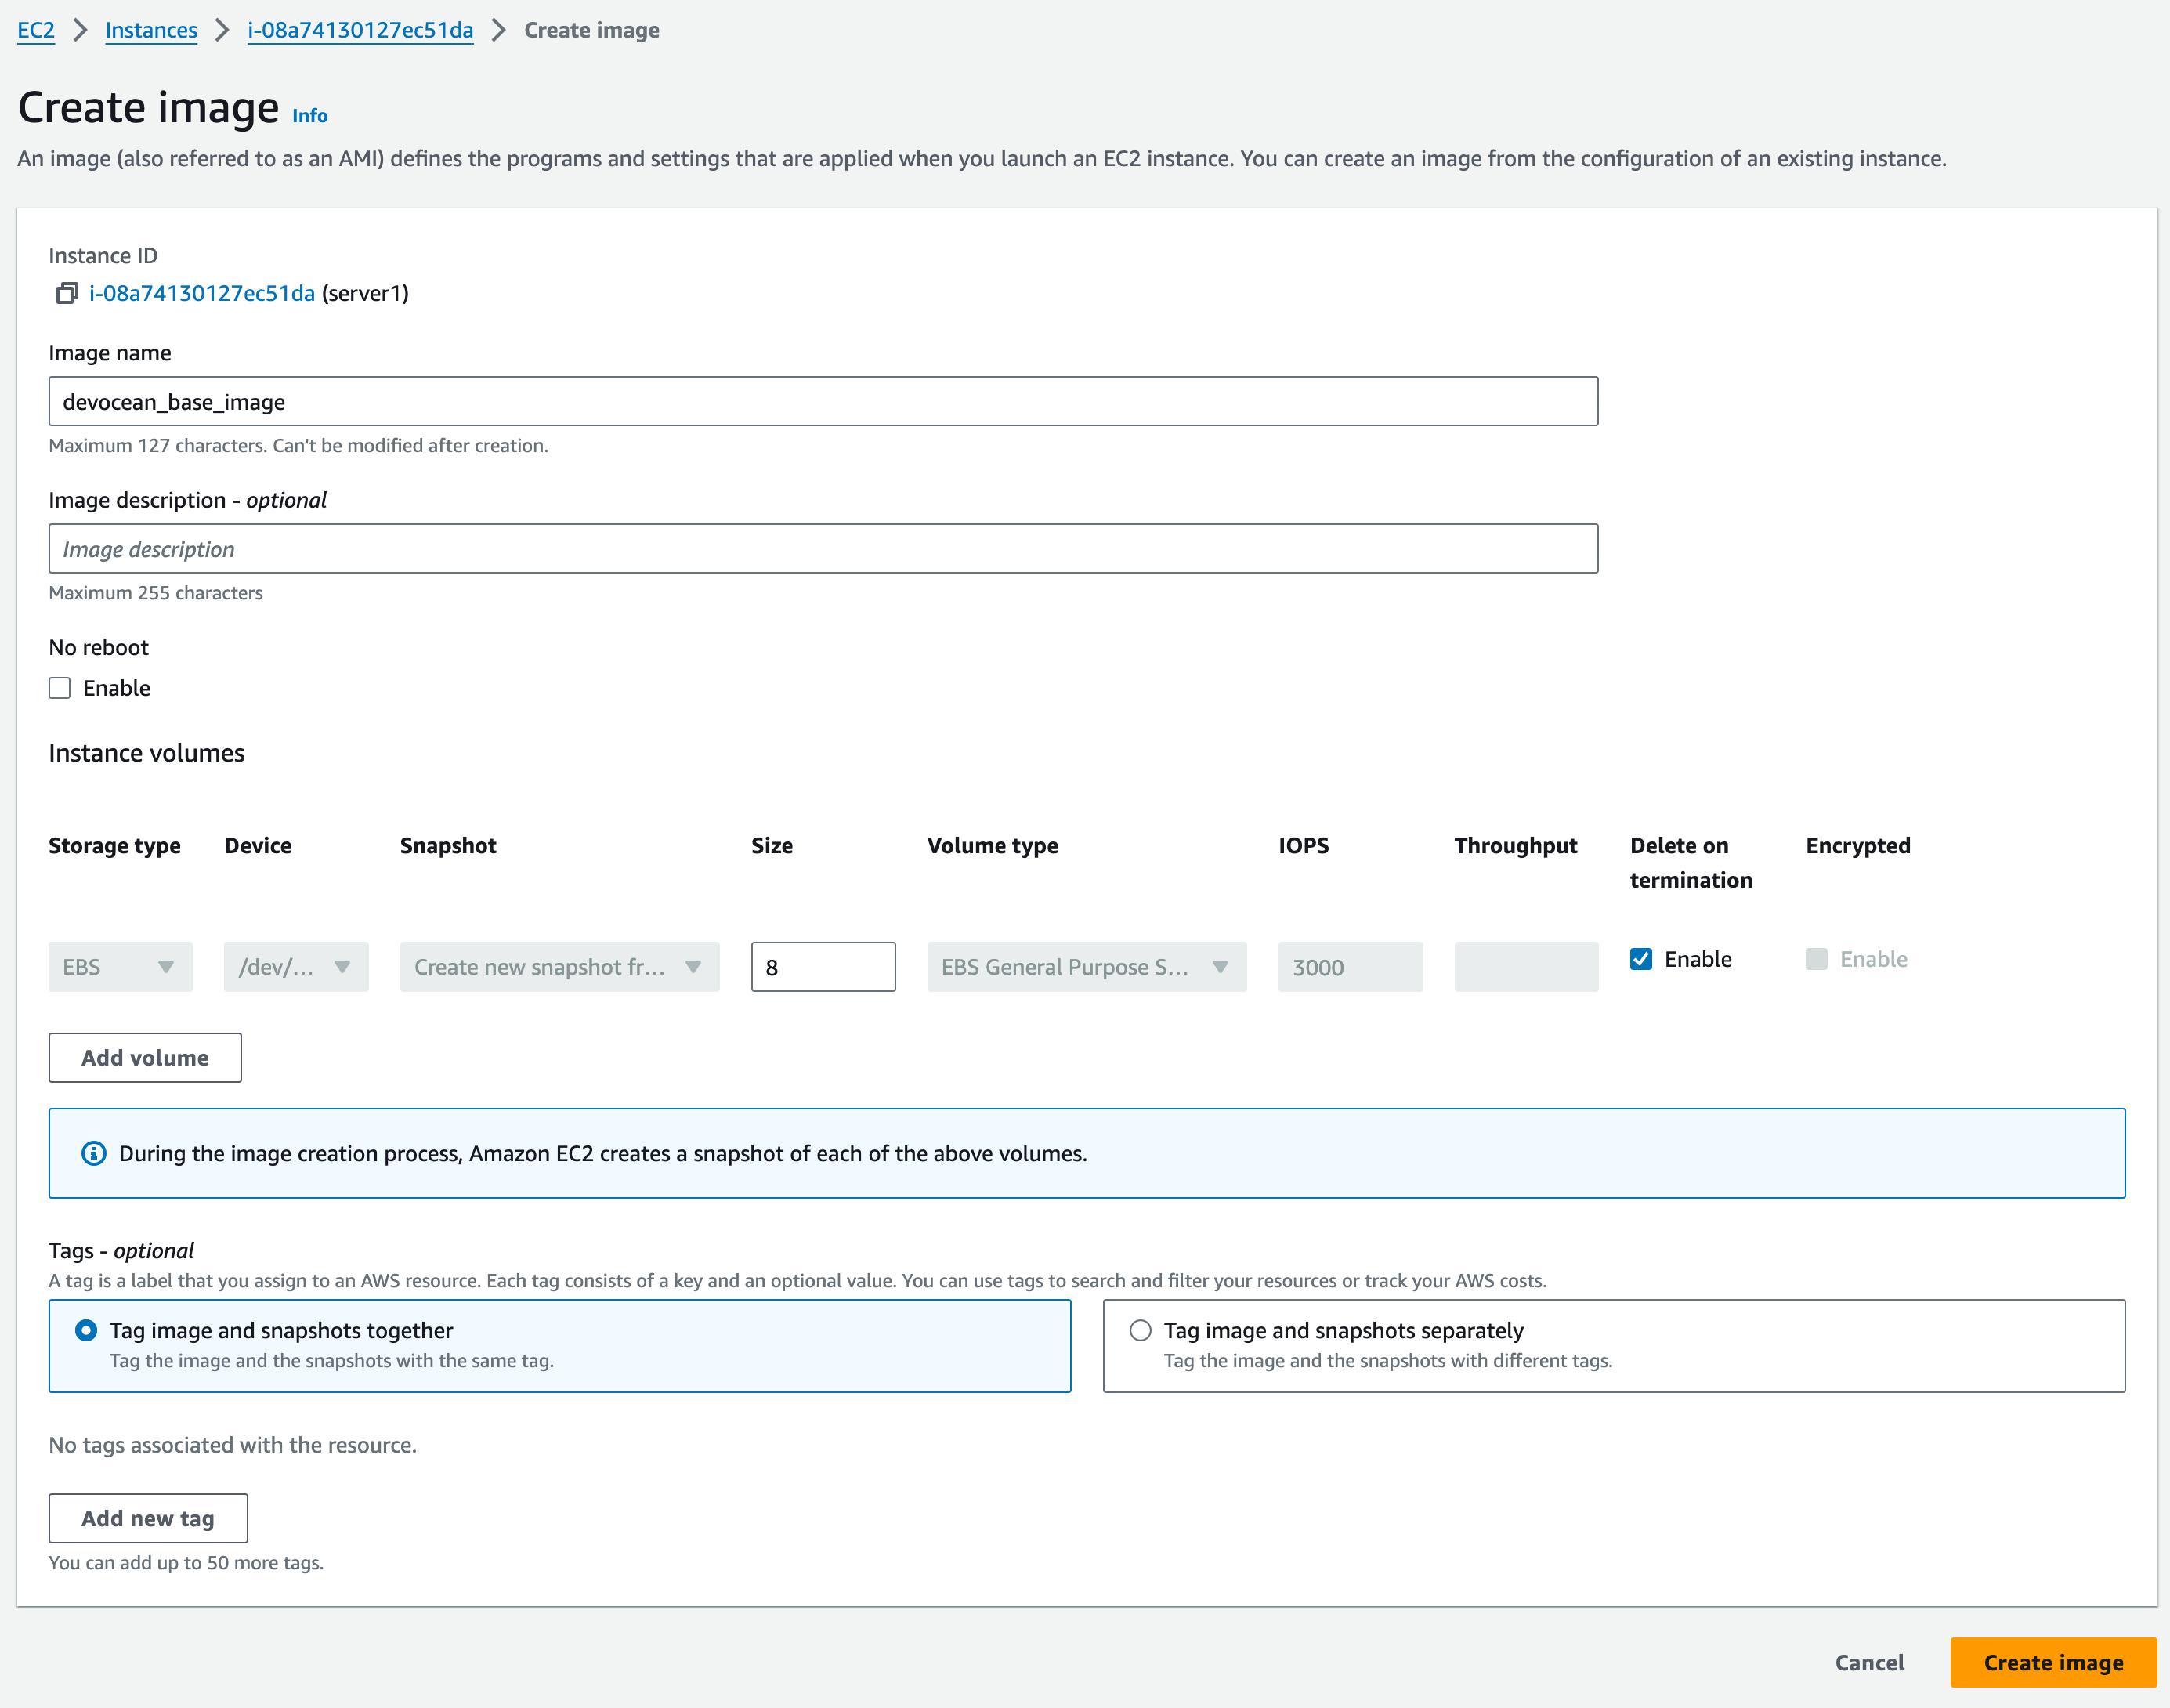 EC2 > Instances > i-08a74130127ec51da > Create image
Create image Info
An image (also referred to as an AMI) defines the programs and settings that are applied when you launch an EC2 instance. You can create an image from the configuration of an existing instance.
Instance ID
i-08a74130127ec51da (server1)
Image name
devocean_base_image
Maximum 127 characters. Can't be modified after creation.
Image description - optional
Image description
Maximum 255 characters
No reboot
Enable
Instance volumes
Storage type Device Snapshot Size Volume type IOPS Throughput Delete on termination Encrypted
EBS /dev/... Create new snapshot fr... 8 EBS General Purpose S... 3000 Enable Enable
Add volume
During the image creation process, Amazon EC2 creates a snapshot of each of the above volumes.
Tags - optional
A tag is a label that you assign to an AWS resource. Each tag consists of a key and an optional value. You can use tags to search and filter your resources or track your AWS costs.
Tag image and snapshots together
Tag the image and the snapshots with the same tag.
Tag image and snapshots separately
Tag the image and the snapshots with different tags.
No tags associated with the resource.
Add new tag
You can add up to 50 more tags.
Cancel Create image